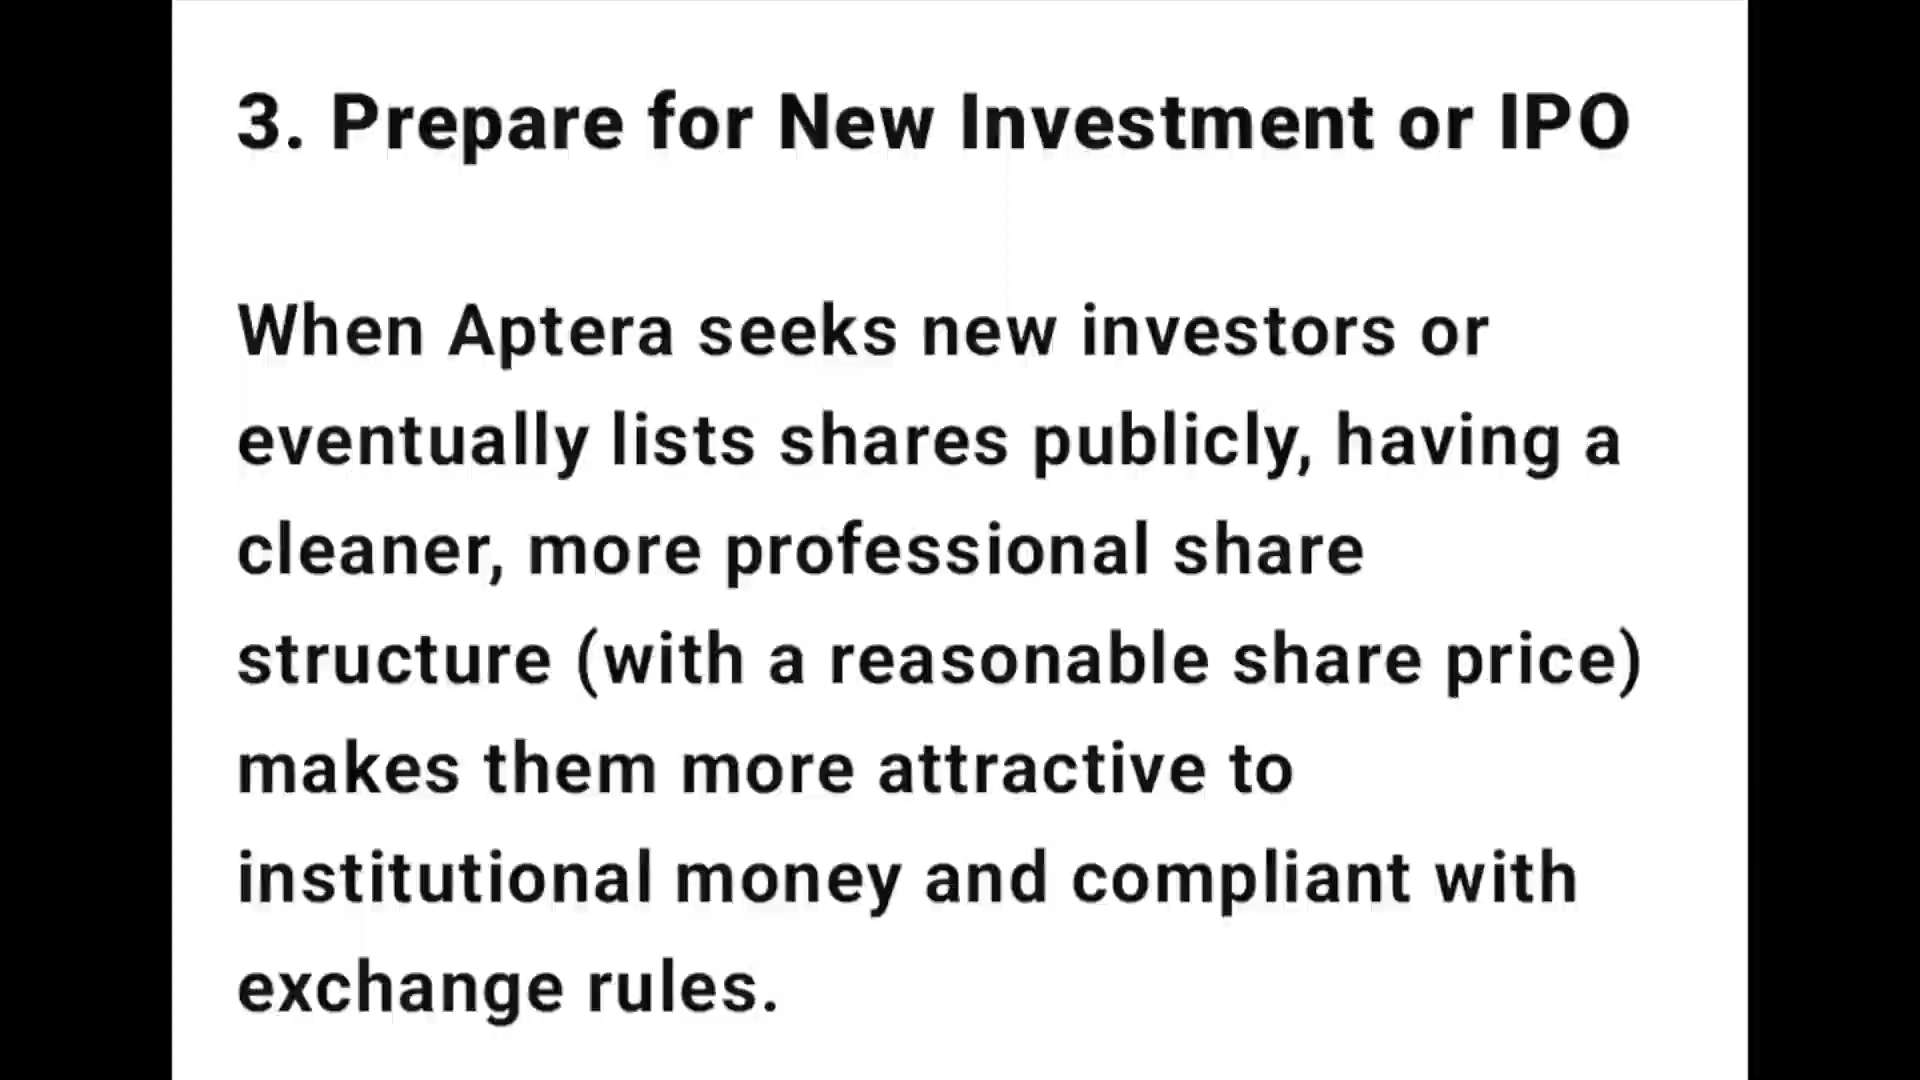 3. Prepare for New Investment or IPO
When Aptera seeks new investors or
eventually lists shares publicly, having a
cleaner, more professional share
structure (with a reasonable share price)
makes them more attractive to
institutional money and compliant with
exchange rules.